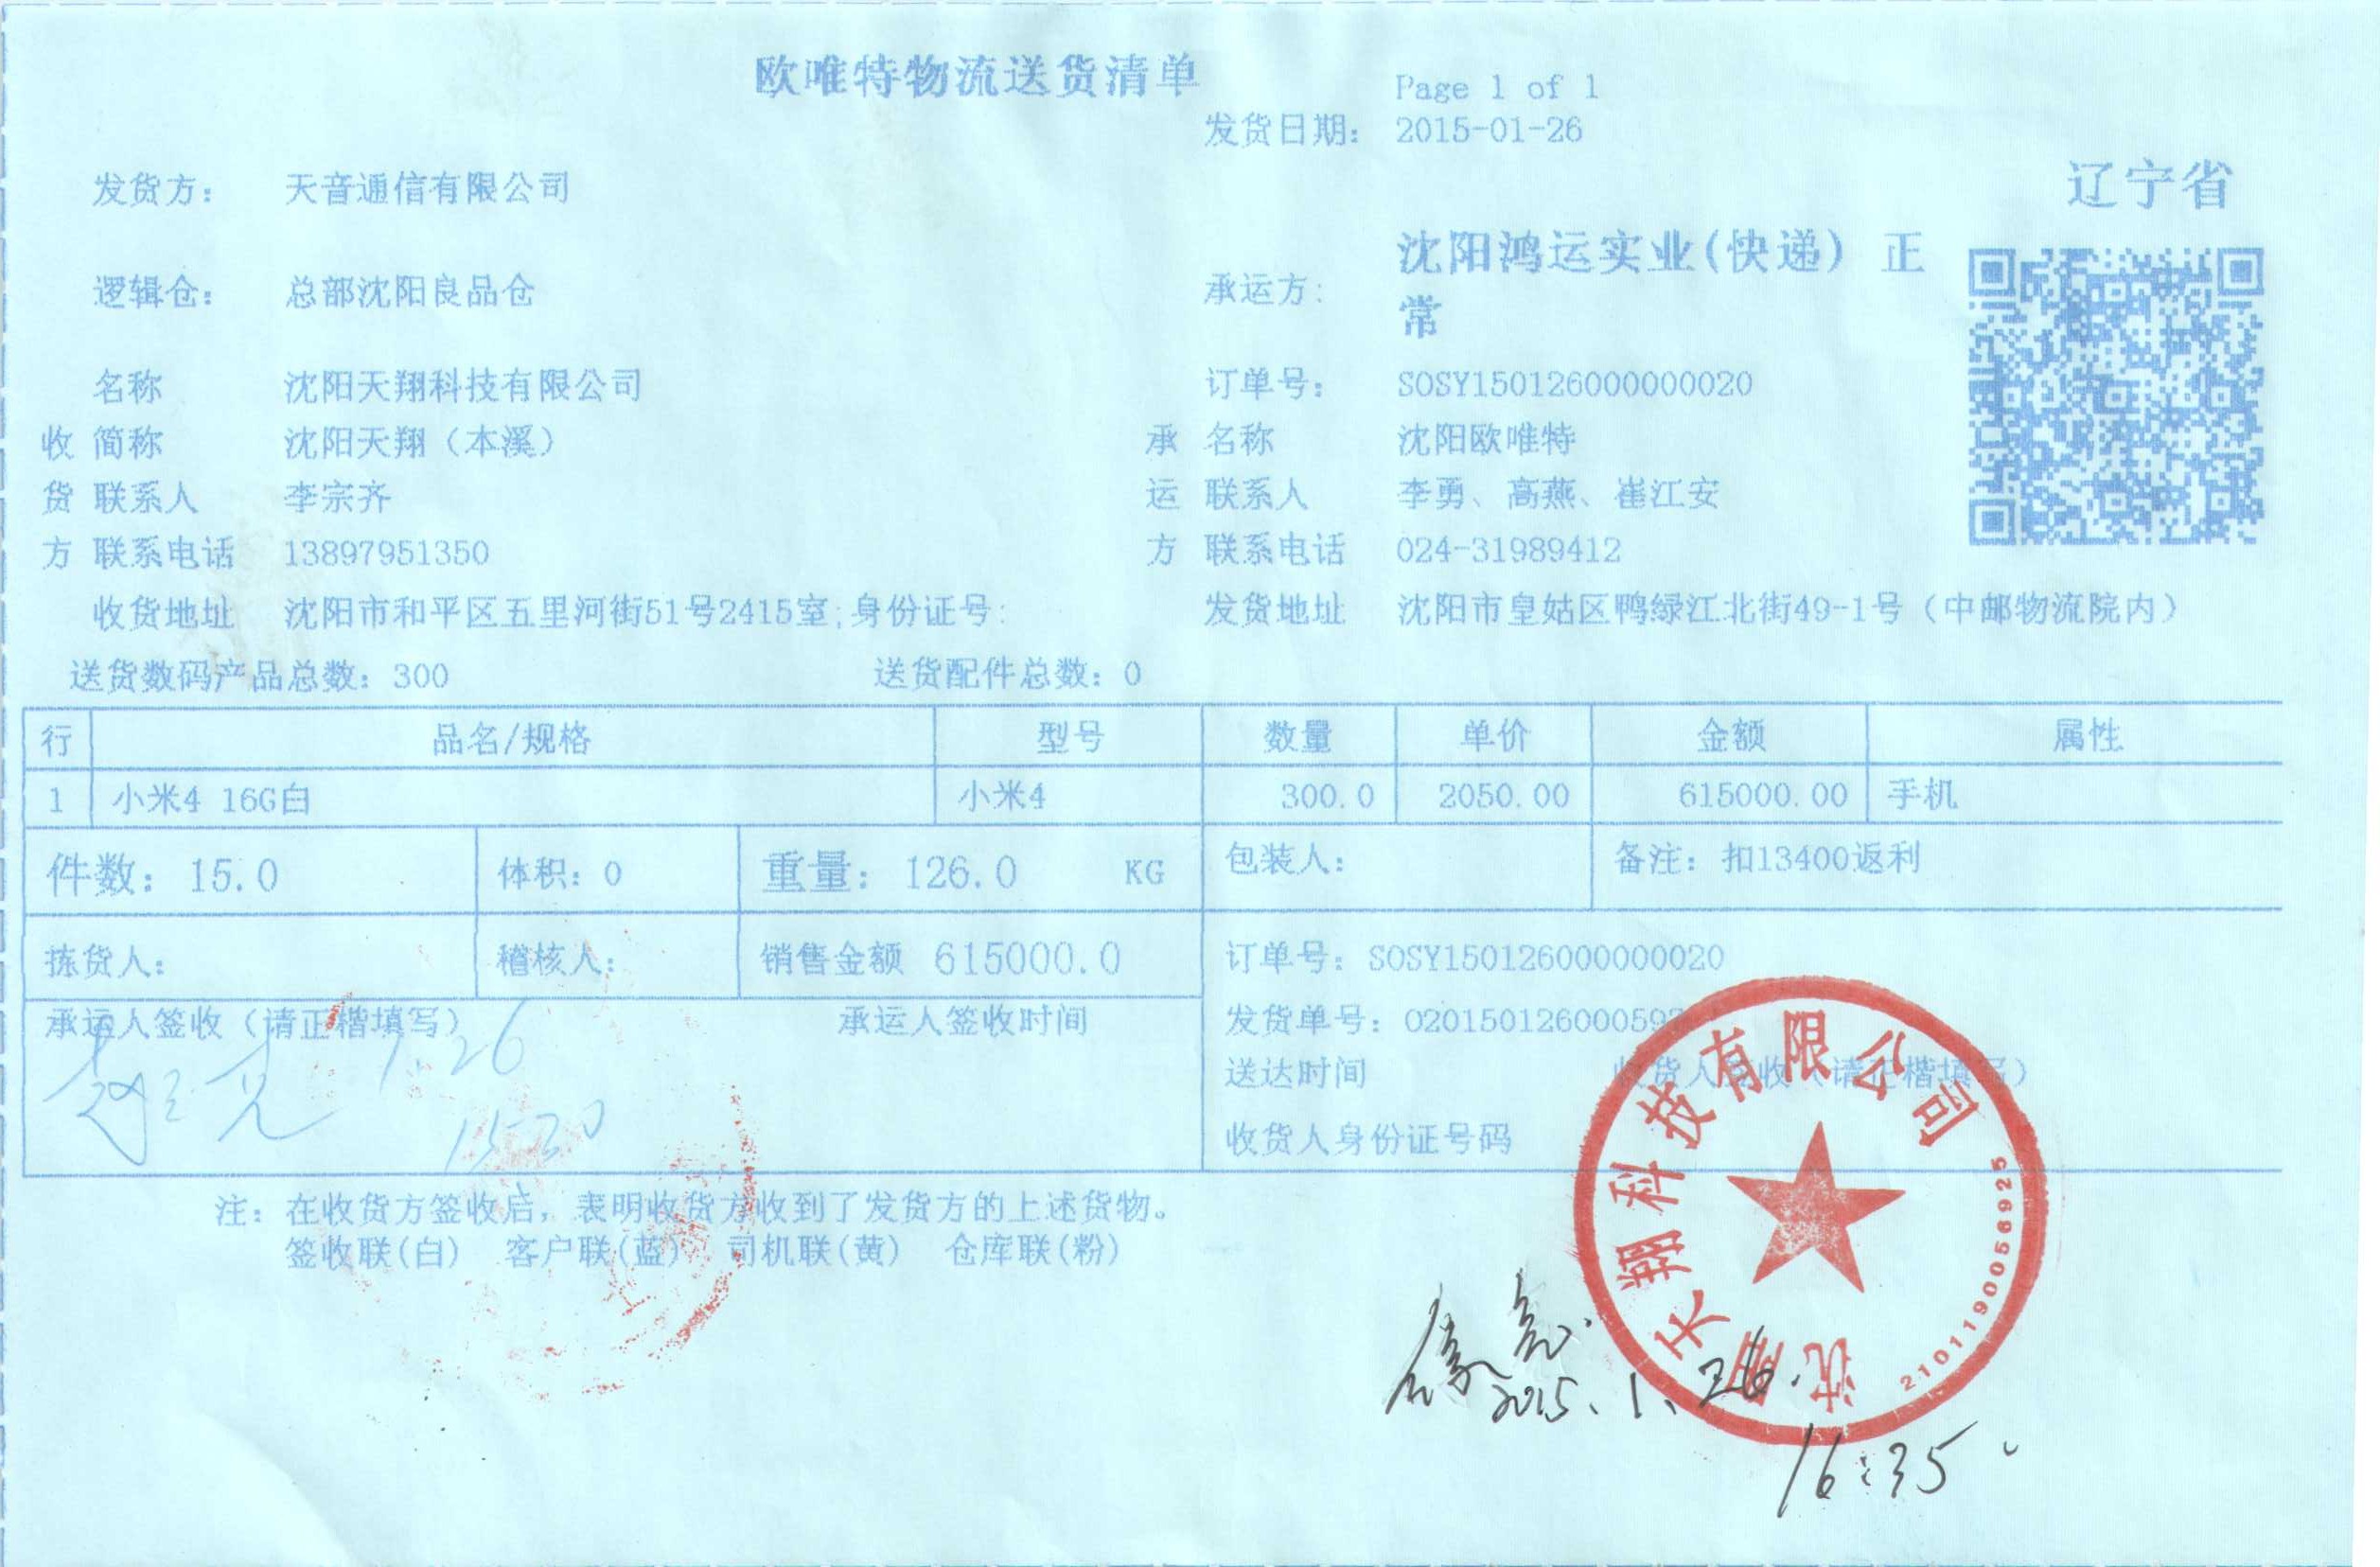 欧唯特物流送货清单
Page 1 of 1
发货日期: 2015-01-26
辽宁省
发货方: 天音通信有限公司
逻辑仓: 总部沈阳良品仓
承运方: 沈阳鸿运实业(快递) 正常
名称 沈阳天翔科技有限公司
订单号: SOSY150126000000020
收货方
简称 沈阳天翔（本溪）
承运方
名称 沈阳欧唯特
联系人 李宗齐
联系人 李勇、高燕、崔江安
联系电话 13897951350
联系电话 024-31989412
收货地址 沈阳市和平区五里河街51号2415室;身份证号:
发货地址 沈阳市皇姑区鸭绿江北街49-1号（中邮物流院内）
送货数码产品总数: 300 送货配件总数: 0
行 品名/规格 型号 数量 单价 金额 属性
1 小米4 16G白 小米4 300.0 2050.00 615000.00 手机
件数: 15.0 体积: 0 重量: 126.0 KG 包装人: 备注: 扣13400返利
拣货人: 稽核人: 销售金额 615000.0 订单号: SOSY150126000000020
承运人签收（请正楷填写） 承运人签收时间
发货单号: 0201501260005
送达时间 收货人签收（请正楷填写）
收货人身份证号码
1.26
15:20
注: 在收货方签收后, 表明收货方收到了发货方的上述货物。
签收联(白) 客户联(蓝) 司机联(黄) 仓库联(粉)
沈阳天翔科技有限公司
2101190056925
2015.1.26.
16:35